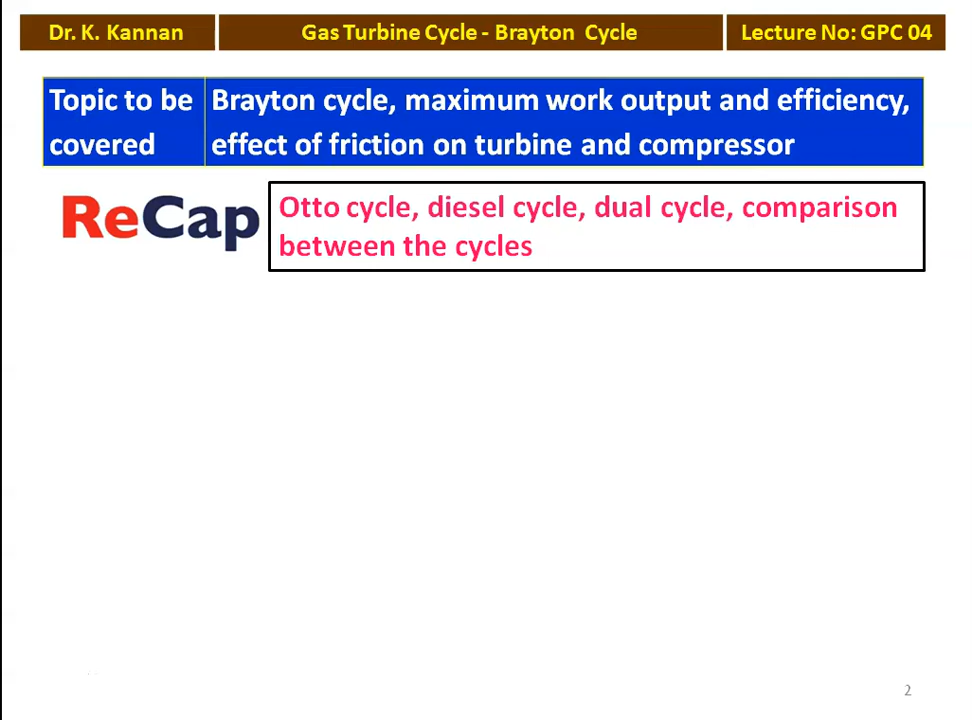 Dr. K. Kannan
Gas Turbine Cycle - Brayton Cycle
Lecture No: GPC 04
Topic to be covered
Brayton cycle, maximum work output and efficiency,
effect of friction on turbine and compressor
ReCap
Otto cycle, diesel cycle, dual cycle, comparison
between the cycles
2